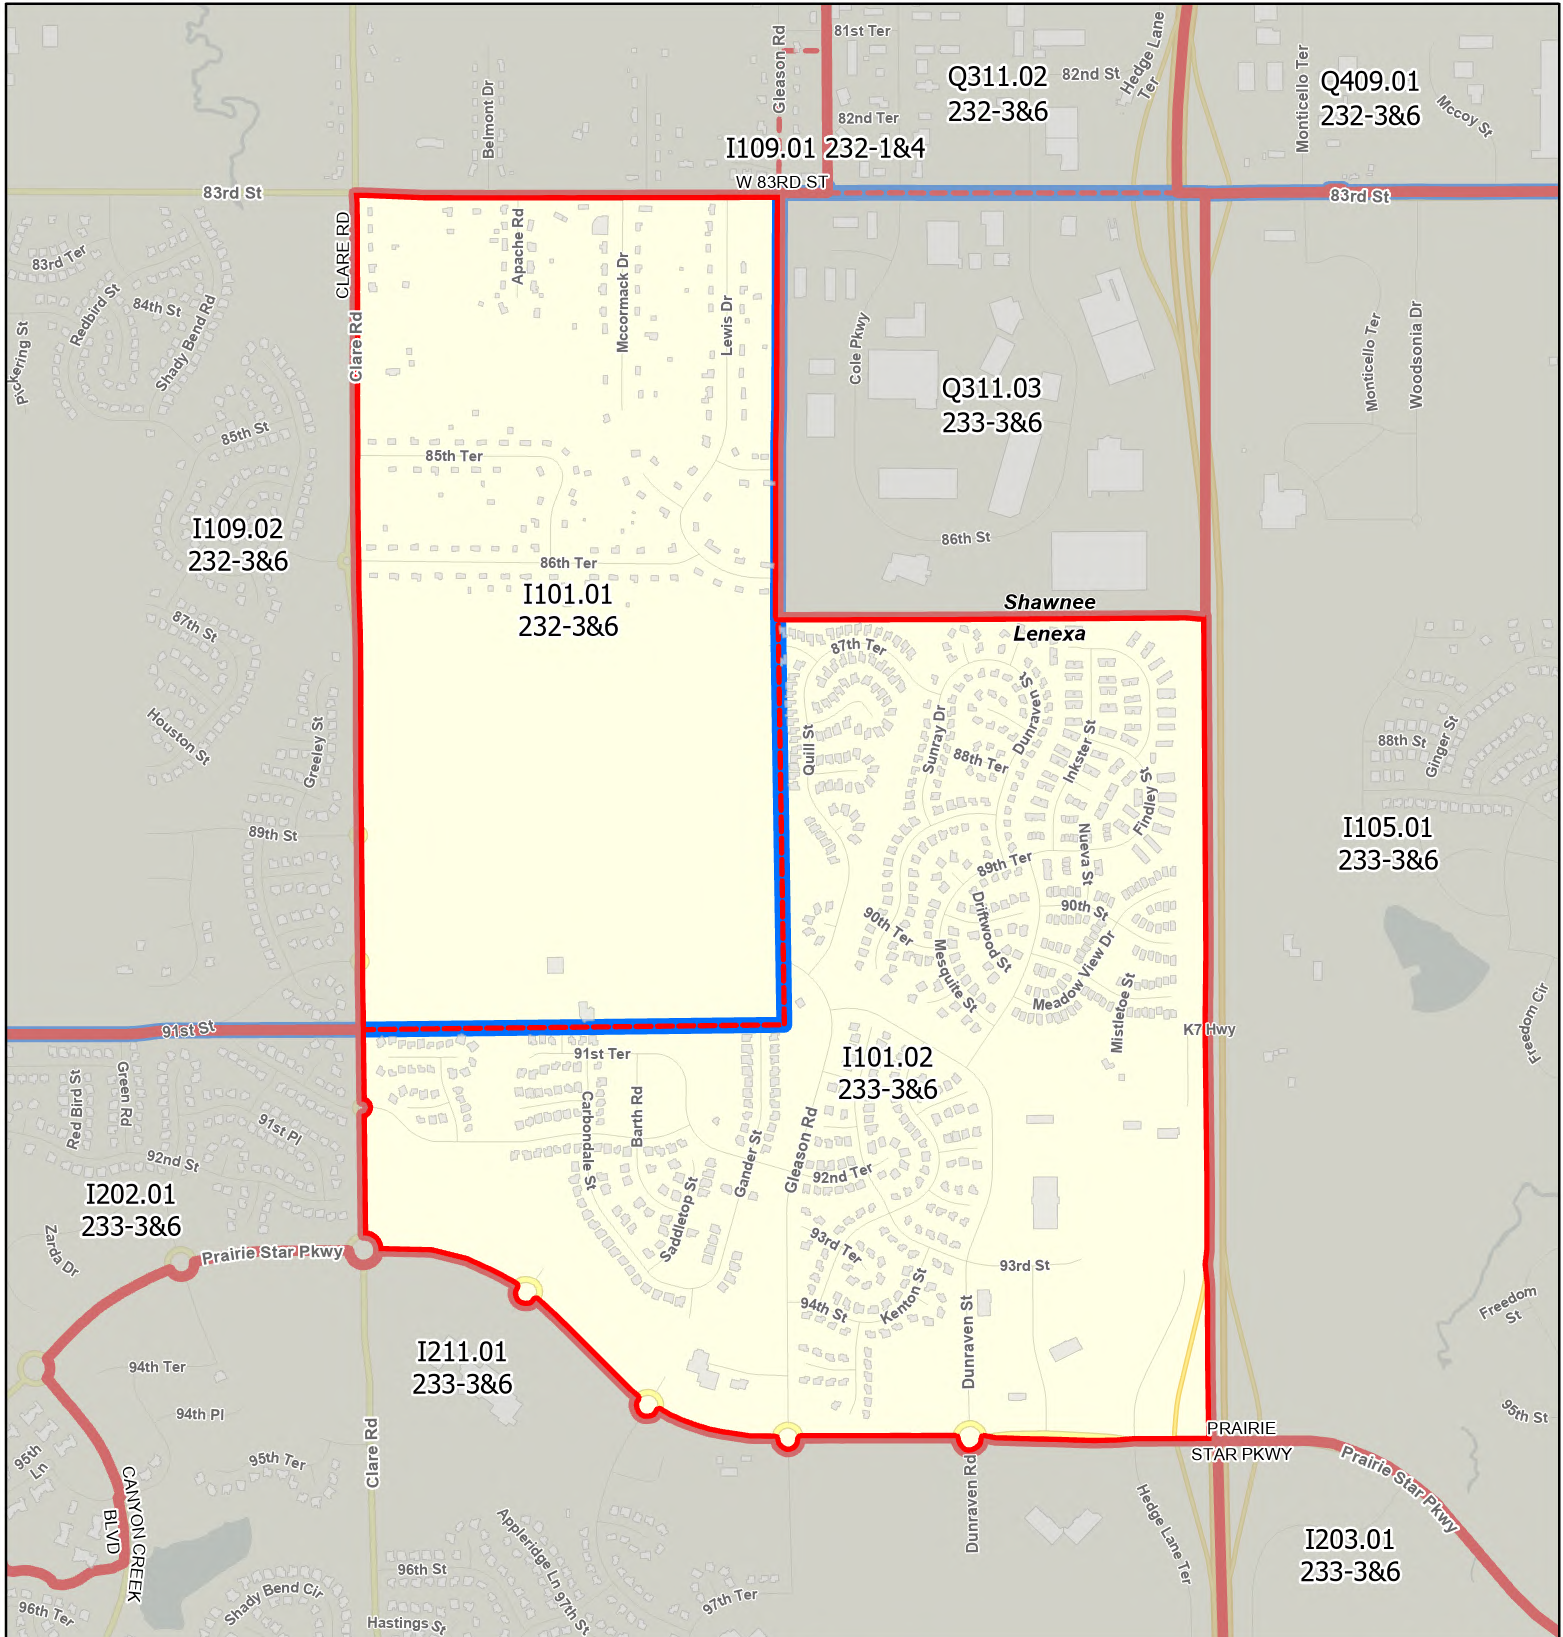 81st Ter
Gleason Rd
Hedge Lane
Ter
Q311.02
232-3&6
82nd St
Monticello Ter
Q409.01
232-3&6
Mccoy St
Belmont Dr
82nd Ter
I109.01 232-1&4
W 83RD ST
83rd St
83rd St
CLARE RD
Clare Rd
Apache Rd
Mccormack Dr
Lewis Dr
83rd Ter
Redbird St
84th St
Shady Bend Rd
Pickering St
85th St
85th Ter
Cole Pkwy
Q311.03
233-3&6
Monticello Ter
Woodsonia Dr
I109.02
232-3&6
86th St
86th Ter
I101.01
232-3&6
Shawnee
Lenexa
87th St
Houston St
Greeley St
87th Ter
Quill St
Sunray Dr
Dunraven St
88th Ter
Inkster St
Findley St
88th St
Ginger St
89th St
89th Ter
Nueva St
I105.01
233-3&6
90th Ter
Driftwood St
90th St
Mesquite St
Meadow View Dr
Mistletoe St
K7 Hwy
Freedom Cir
91st St
91st Ter
I101.02
233-3&6
Red Bird St
Green Rd
91st Pl
92nd St
Carbondale St
Barth Rd
Saddletop St
Gander St
Gleason Rd
92nd Ter
I202.01
233-3&6
Zarda Dr
Prairie Star Pkwy
93rd Ter
93rd St
94th St
Kenton St
Dunraven St
Freedom
St
I211.01
233-3&6
94th Ter
94th Pl
95th St
95th
Ln
95th Ter
Clare Rd
CANYON CREEK
BLVD
PRAIRIE
STAR PKWY
Prairie Star Pkwy
Dunraven Rd
Hedge Lane Ter
I203.01
233-3&6
Appleridge Ln
97th St
96th St
Shady Bend Cir
96th Ter
Hastings St
97th Ter